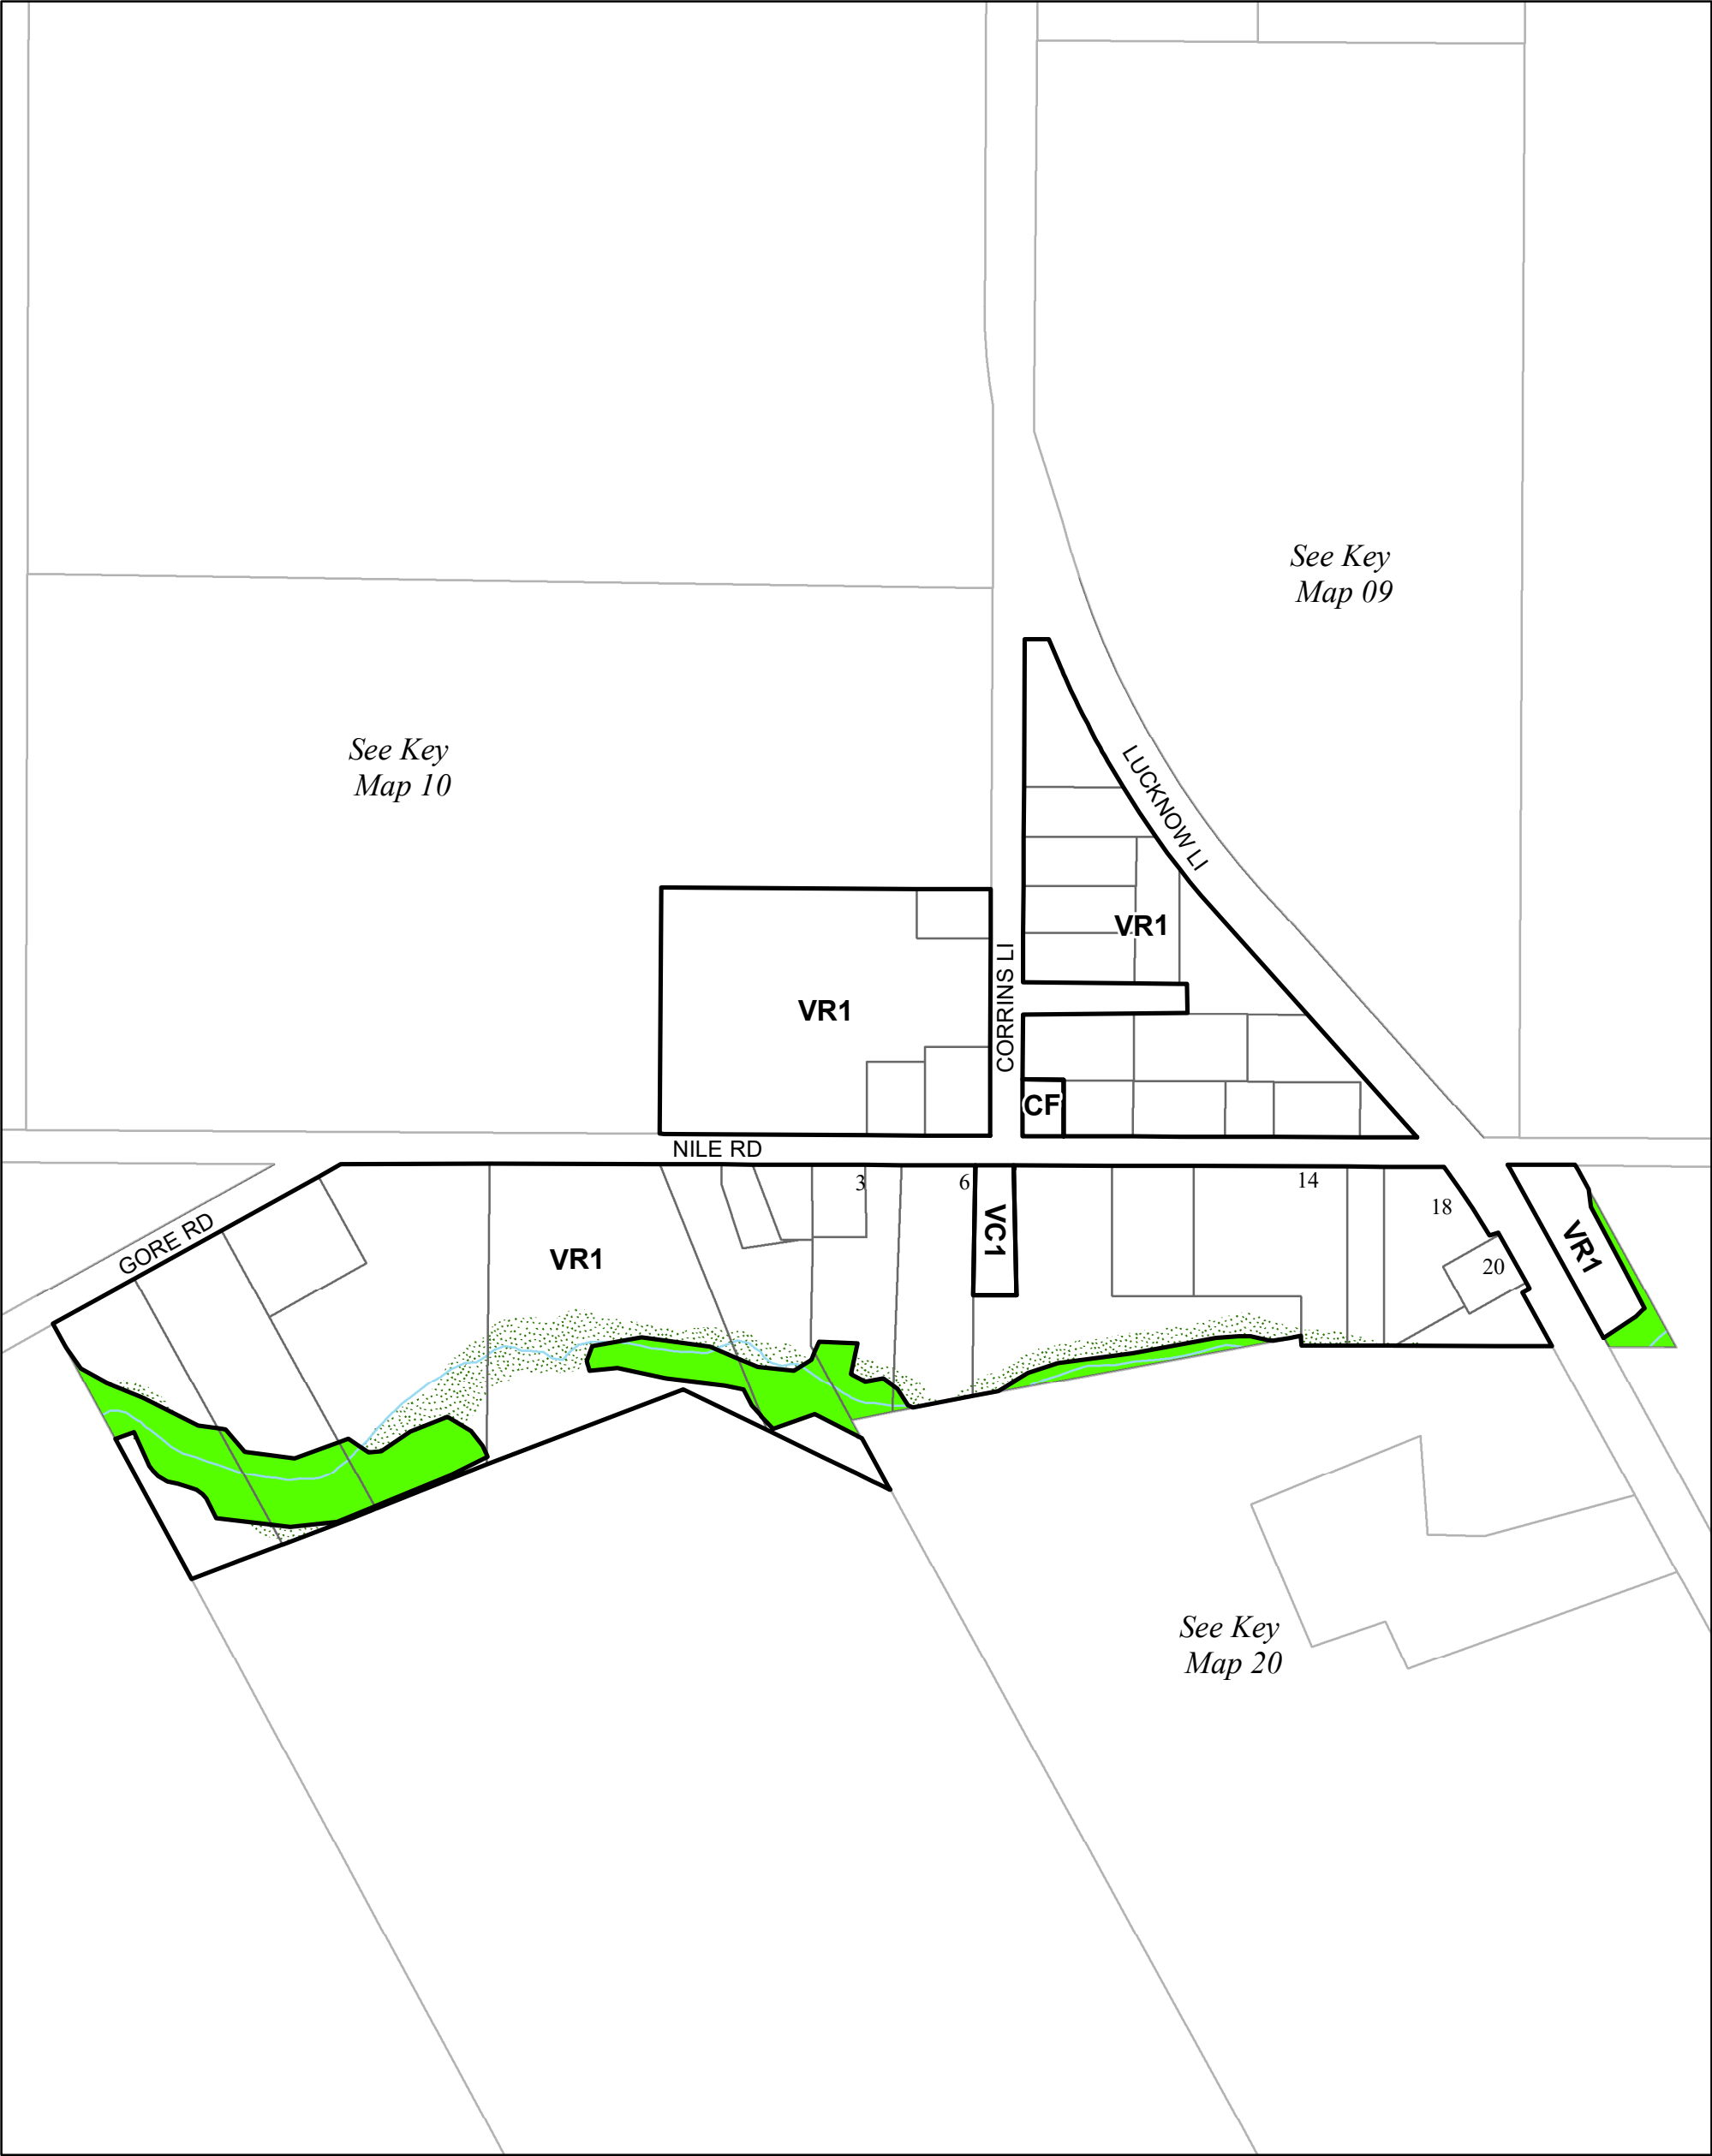 See Key
Map 09
See Key
Map 10
LUCKNOW LI
VR1
CORRINS LI
VR1
CF
NILE RD
3
6
14
18
GORE RD
VC1
VR1
VR1
20
See Key
Map 20